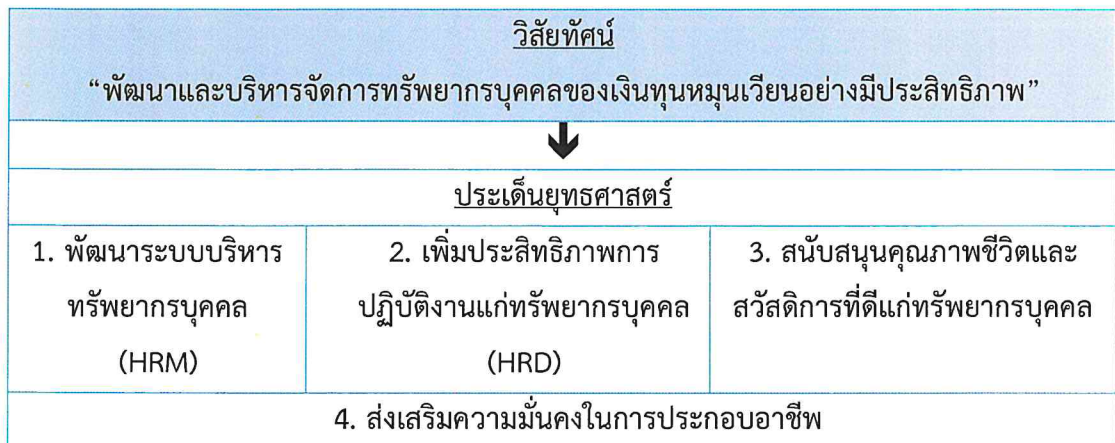 วิสัยทัศน์
“พัฒนาและบริหารจัดการทรัพยากรบุคคลของเงินทุนหมุนเวียนอย่างมีประสิทธิภาพ”
ประเด็นยุทธศาสตร์
1. พัฒนาระบบบริหาร
ทรัพยากรบุคคล
(HRM)
2. เพิ่มประสิทธิภาพการ
ปฏิบัติงานแก่ทรัพยากรบุคคล
(HRD)
3. สนับสนุนคุณภาพชีวิตและ
สวัสดิการที่ดีแก่ทรัพยากรบุคคล
4. ส่งเสริมความมั่นคงในการประกอบอาชีพ